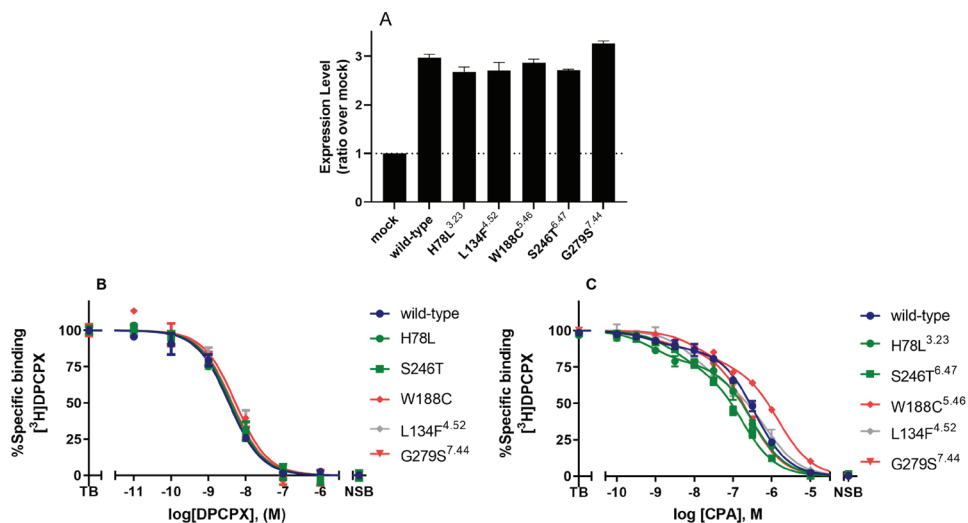 A
Expression Level
(ratio over mock)
3
2
1
0
mock
wild-type
H78L3.23
L134F4.52
W188C5.46
S246T6.47
G279S7.44
B
%Specific binding
[3H]DPCPX
100
75
50
25
0
TB
-11
-10
-9
-8
-7
-6
NSB
log[DPCPX], (M)
wild-type
H78L
S246T
W188C
L134F4.52
G279S7.44
C
%Specific binding
[3H]DPCPX
100
75
50
25
0
TB
-10
-9
-8
-7
-6
-5
NSB
log [CPA], M
wild-type
H78L3.23
S246T6.47
W188C5.46
L134F4.52
G279S7.44